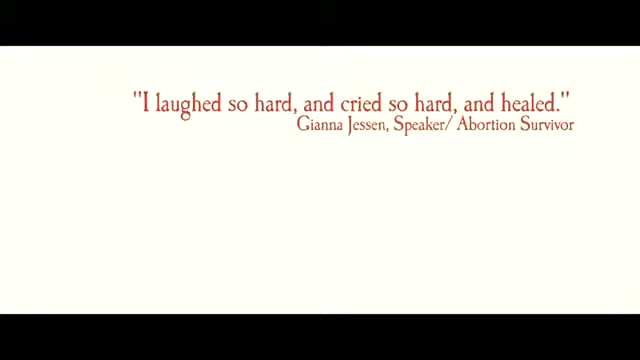 "I laughed so hard, and cried so hard, and healed."
Gianna Jessen, Speaker/ Abortion Survivor